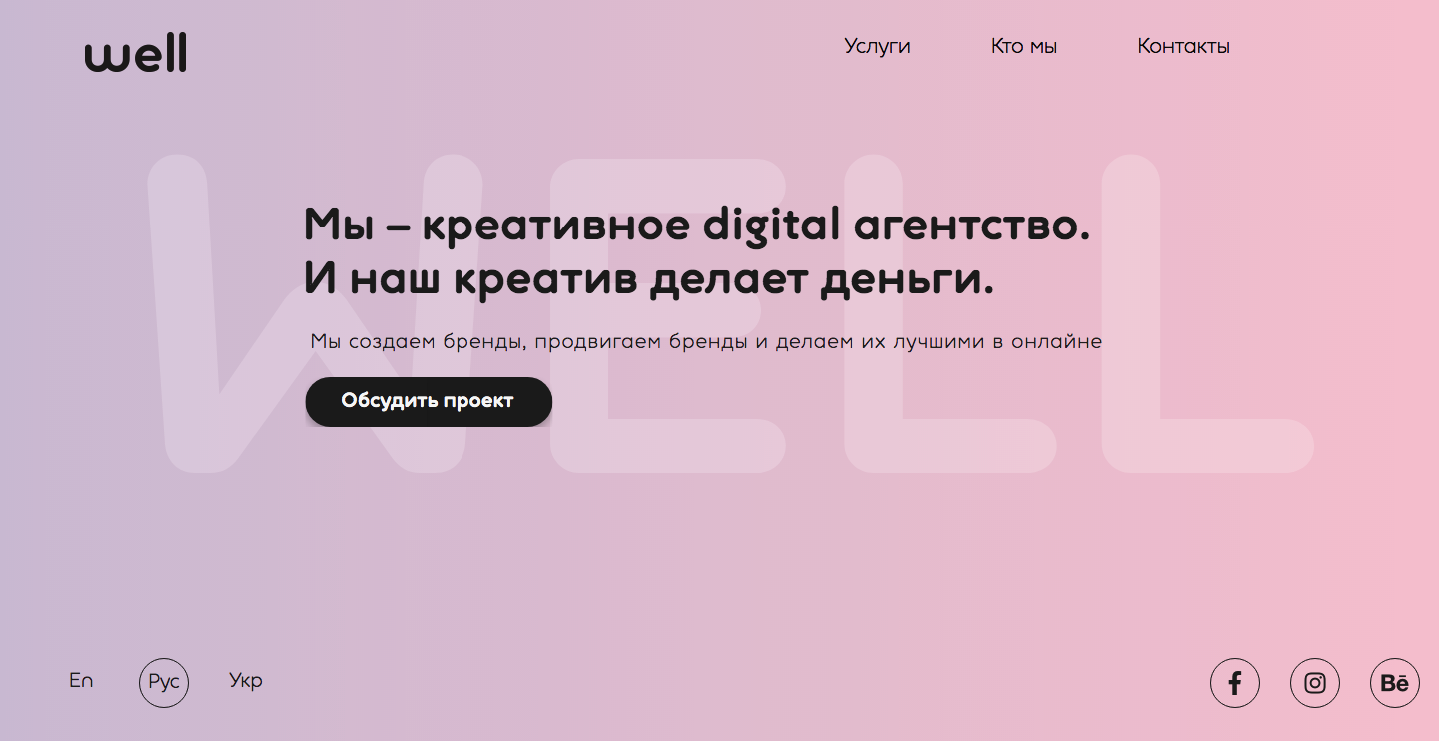 well
Услуги Кто мы Контакты
WELL
Мы – креативное digital агентство.
И наш креатив делает деньги.
Мы создаем бренды, продвигаем бренды и делаем их лучшими в онлайне
Обсудить проект
En Рус Укр
f Bē